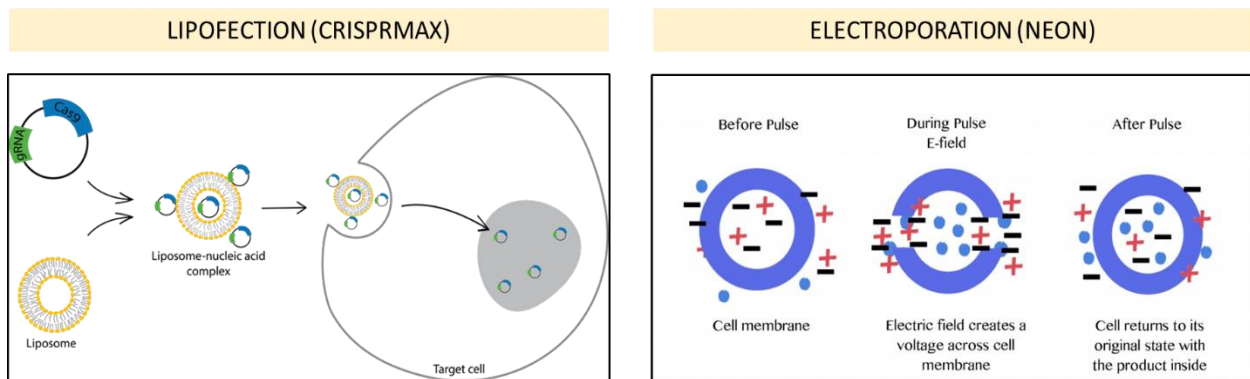 LIPOFECTION (CRISPRMAX)
Cas9
gRNA
Liposome-nucleic acid
complex
Liposome
Target cell
ELECTROPORATION (NEON)
Before Pulse
During Pulse
E-field
After Pulse
Cell membrane
Electric field creates a
voltage across cell
membrane
Cell returns to its
original state with
the product inside